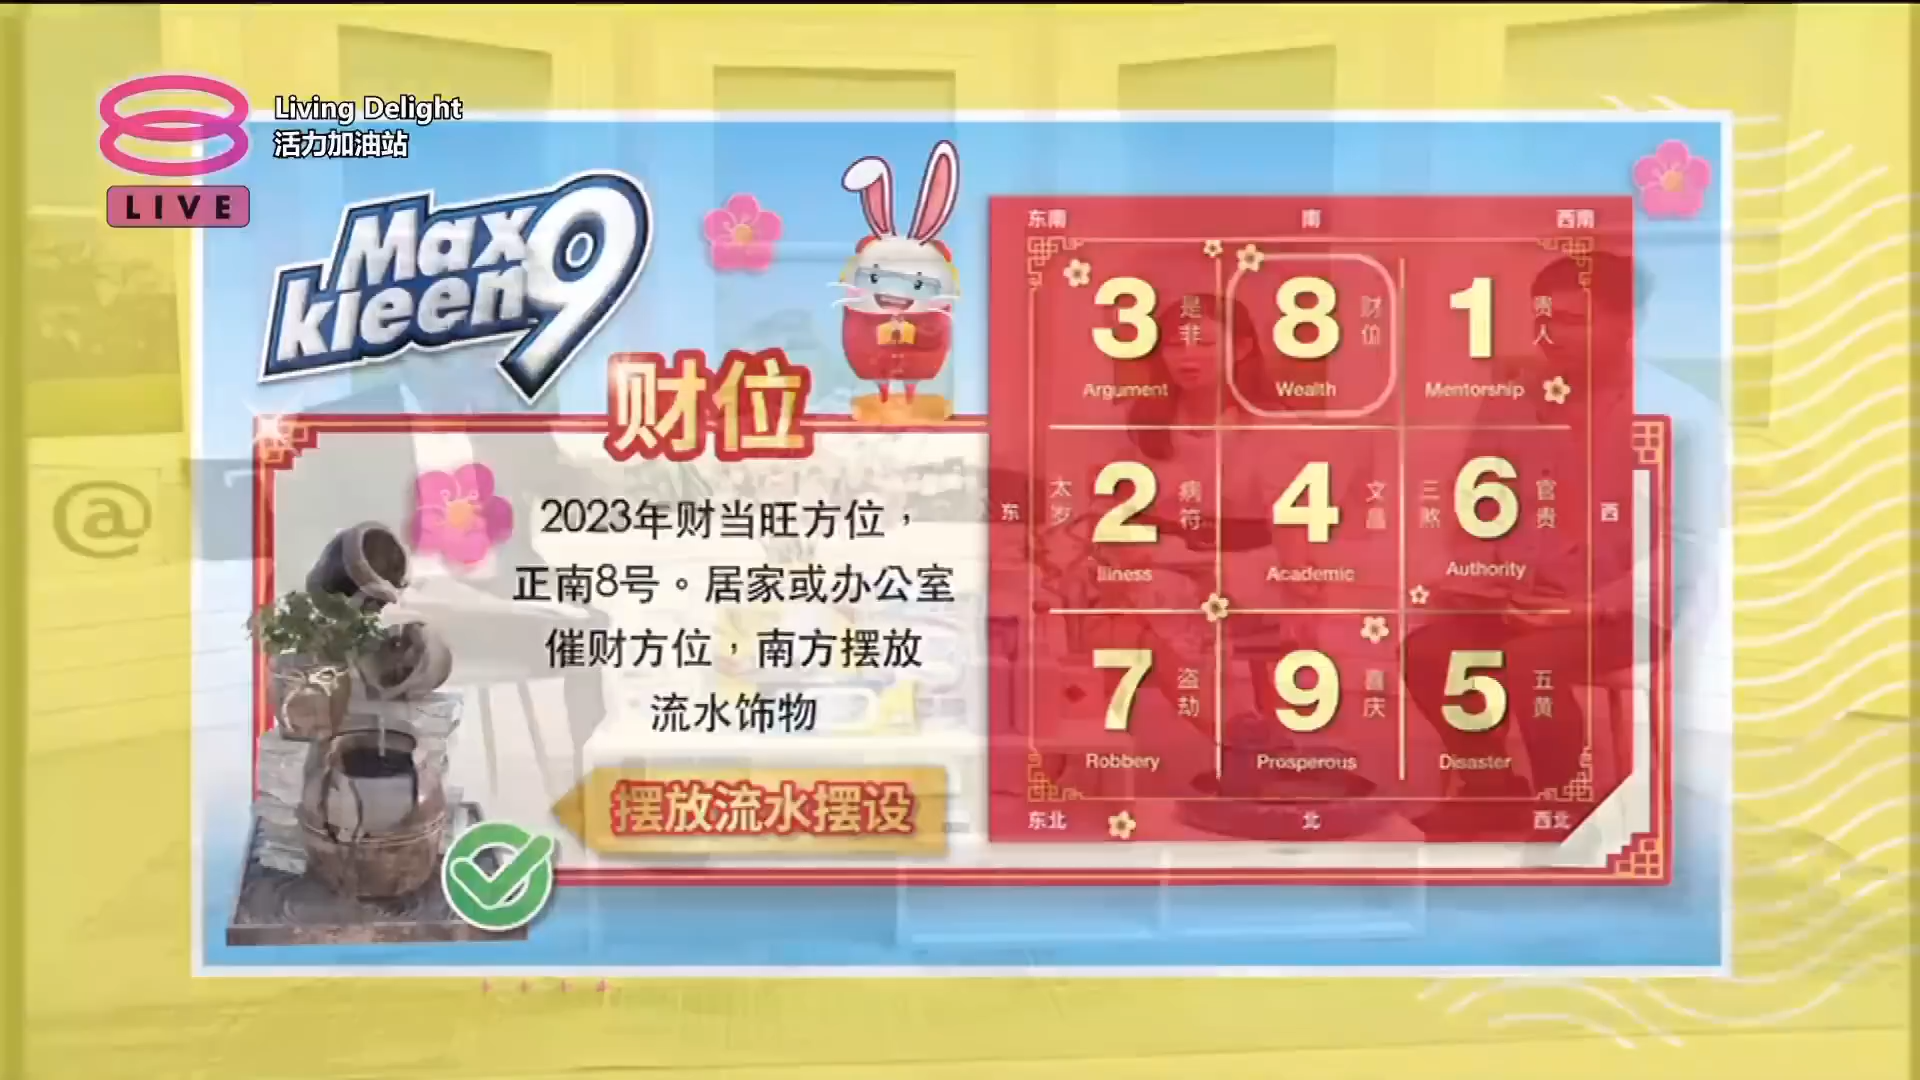 Living Delight
活力加油站
LIVE
Max
kleen9
财位
2023年财当旺方位，
正南8号。居家或办公室
催财方位，南方摆放
流水饰物
摆放流水摆设
@
东南 南 西南
3 是非 8 财位 1 贵人
Argument Wealth Mentorship
东 太岁 2 病符 4 文昌 三煞 6 官贵 西
Illness Academic Authority
7 盗劫 9 喜庆 5 五黄
Robbery Prosperous Disaster
东北 北 西北